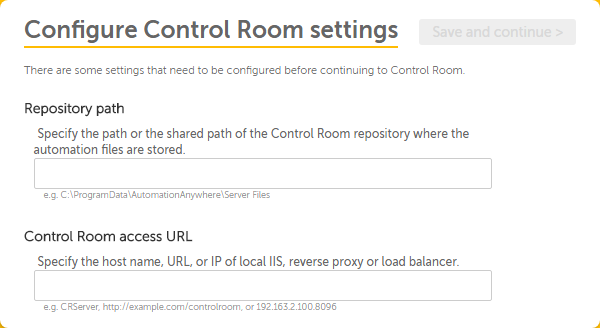 Configure Control Room settings
Save and continue >
There are some settings that need to be configured before continuing to Control Room.
Repository path
Specify the path or the shared path of the Control Room repository where the
automation files are stored.
e.g. C:\ProgramData\AutomationAnywhere\Server Files
Control Room access URL
Specify the host name, URL, or IP of local IIS, reverse proxy or load balancer.
e.g. CRServer, http://example.com/controlroom, or 192.163.2.100.8096